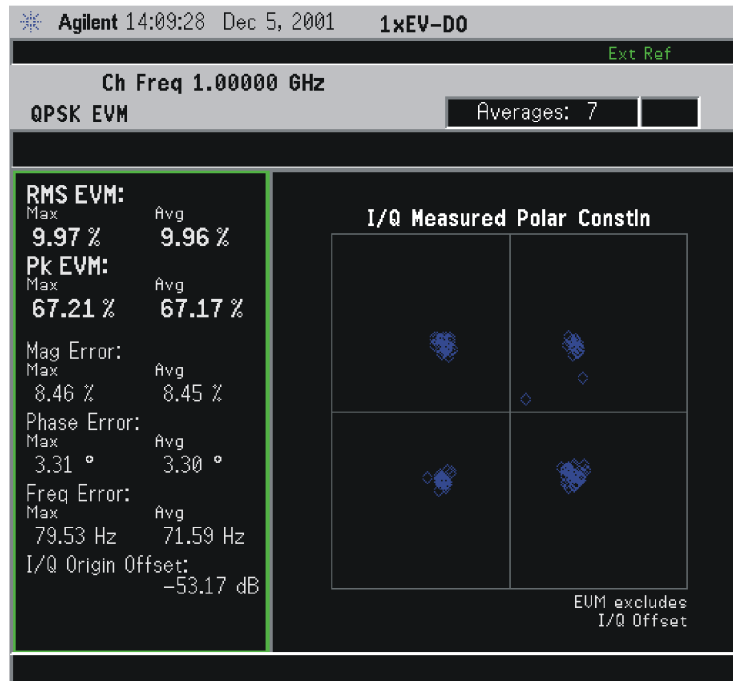 Agilent 14:09:28 Dec 5, 2001 1xEV-DO
Ext Ref
Ch Freq 1.00000 GHz
QPSK EVM
Averages: 7
RMS EVM:
Max Avg
9.97 % 9.96 %
Pk EVM:
Max Avg
67.21 % 67.17 %
Mag Error:
Max Avg
8.46 % 8.45 %
Phase Error:
Max Avg
3.31 ° 3.30 °
Freq Error:
Max Avg
79.53 Hz 71.59 Hz
I/Q Origin Offset:
-53.17 dB
I/Q Measured Polar Constln
EVM excludes
I/Q Offset